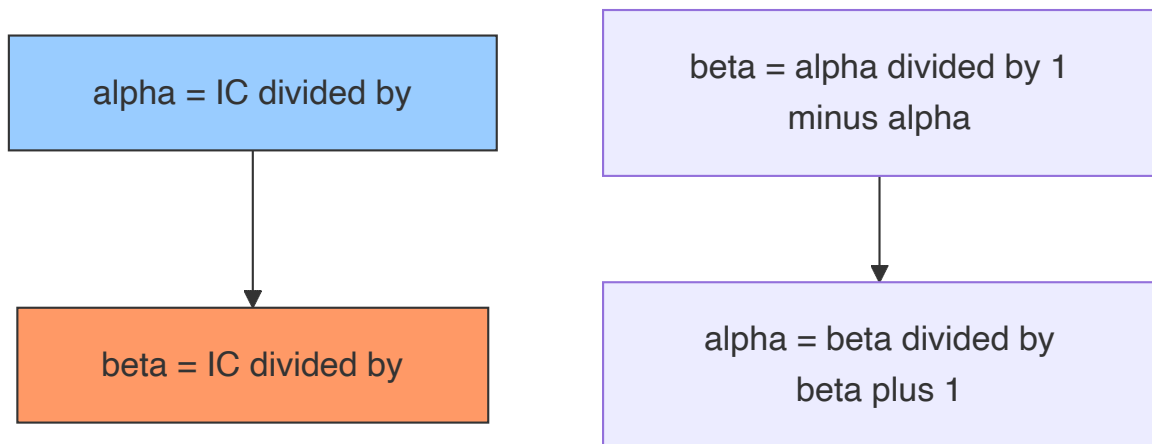 alpha = IC divided by
beta = IC divided by
beta = alpha divided by 1
minus alpha
alpha = beta divided by
beta plus 1